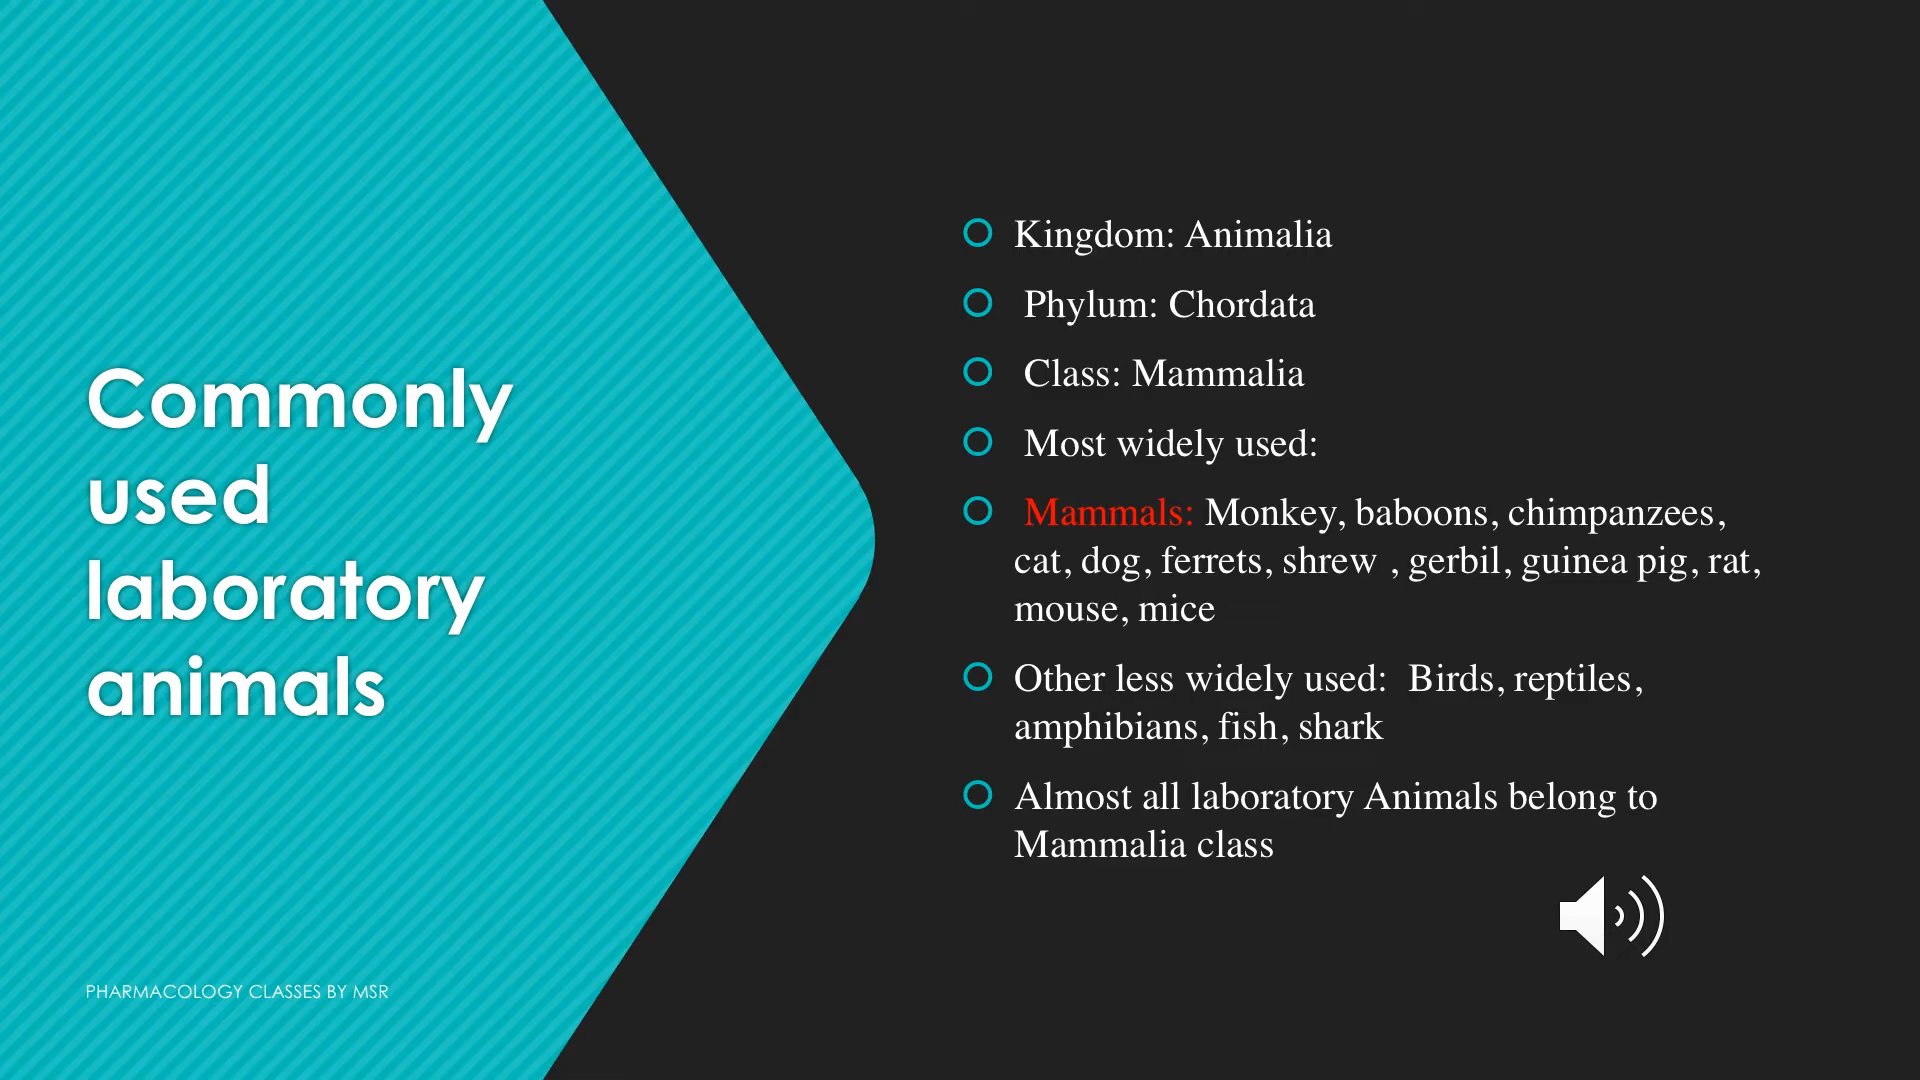 Commonly
used
laboratory
animals
PHARMACOLOGY CLASSES BY MSR
Kingdom: Animalia
Phylum: Chordata
Class: Mammalia
Most widely used:
Mammals: Monkey, baboons, chimpanzees,
cat, dog, ferrets, shrew , gerbil, guinea pig, rat,
mouse, mice
Other less widely used:  Birds, reptiles,
amphibians, fish, shark
Almost all laboratory Animals belong to
Mammalia class